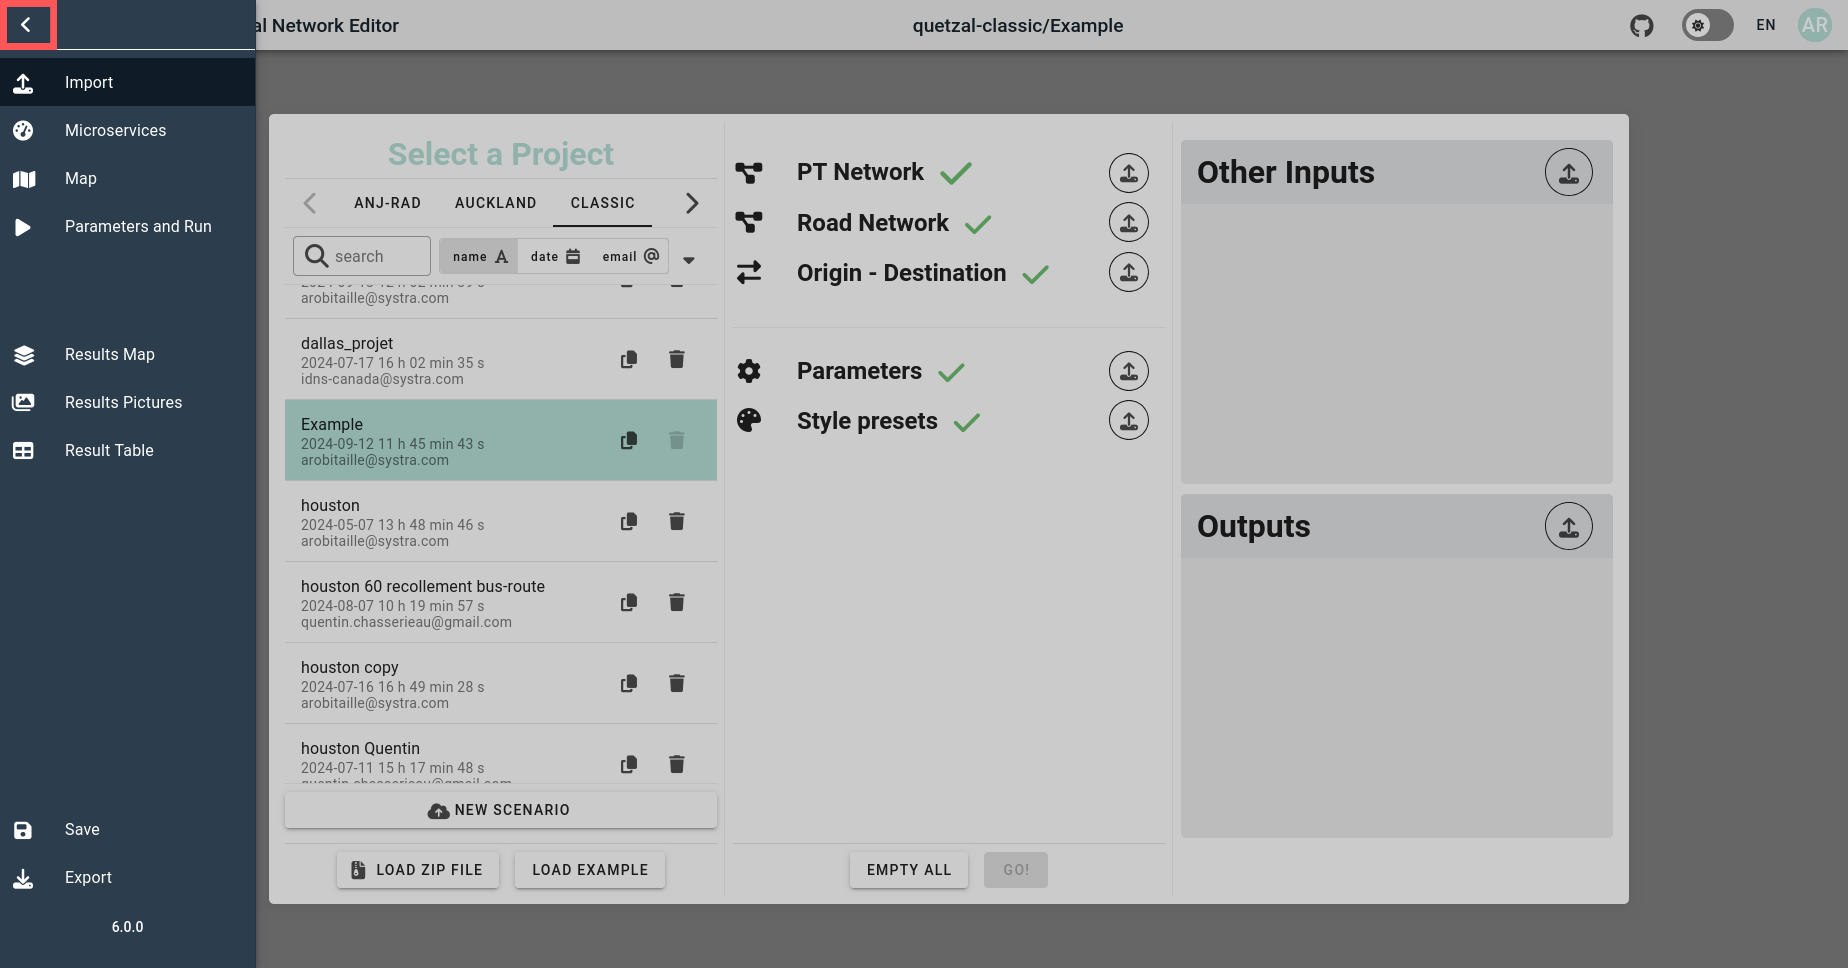 al Network Editor
quetzal-classic/Example
EN
AR
Import
Microservices
Map
Parameters and Run
Results Map
Results Pictures
Result Table
Save
Export
6.0.0
Select a Project
ANJ-RAD
AUCKLAND
CLASSIC
search
name
date
email
arobitaille@systra.com
dallas_projet
2024-07-17 16 h 02 min 35 s
idns-canada@systra.com
Example
2024-09-12 11 h 45 min 43 s
arobitaille@systra.com
houston
2024-05-07 13 h 48 min 46 s
arobitaille@systra.com
houston 60 recollement bus-route
2024-08-07 10 h 19 min 57 s
quentin.chasserieau@gmail.com
houston copy
2024-07-16 16 h 49 min 28 s
arobitaille@systra.com
houston Quentin
2024-07-11 15 h 17 min 48 s
quentin.chasserieau@gmail.com
NEW SCENARIO
LOAD ZIP FILE
LOAD EXAMPLE
PT Network
Road Network
Origin - Destination
Parameters
Style presets
EMPTY ALL
GO!
Other Inputs
Outputs